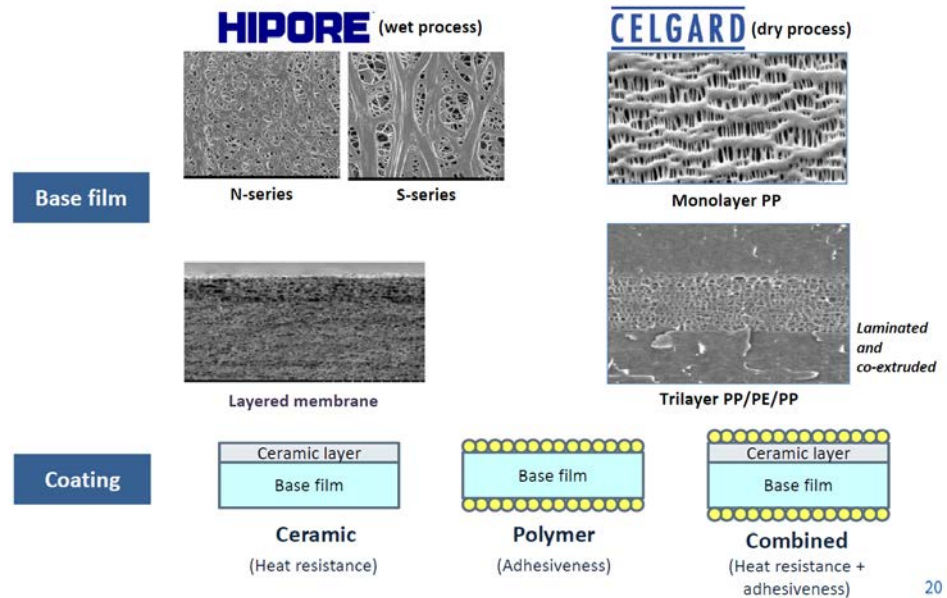 HIPORE (wet process)
CELGARD (dry process)
Base film
N-series
S-series
Monolayer PP
Layered membrane
Trilayer PP/PE/PP
Laminated
and
co-extruded
Coating
Ceramic layer
Base film
Ceramic
(Heat resistance)
Base film
Polymer
(Adhesiveness)
Ceramic layer
Base film
Combined
(Heat resistance +
adhesiveness)
20